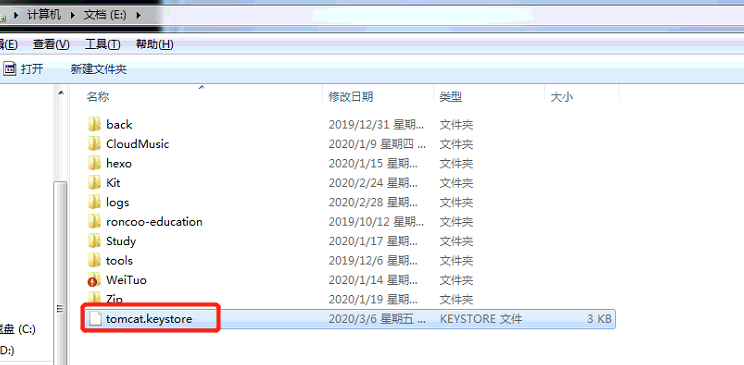 计算机 文档 (E:)
(E) 查看(V) 工具(T) 帮助(H)
打开 新建文件夹
名称 修改日期 类型 大小
back 2019/12/31 星期... 文件夹
CloudMusic 2020/1/9 星期四 ... 文件夹
hexo 2020/1/15 星期... 文件夹
Kit 2020/2/24 星期... 文件夹
logs 2020/2/28 星期... 文件夹
roncoo-education 2019/10/12 星期... 文件夹
Study 2020/1/17 星期... 文件夹
tools 2019/12/6 星期... 文件夹
WeiTuo 2020/1/14 星期... 文件夹
Zip 2020/1/19 星期... 文件夹
tomcat.keystore 2020/3/6 星期五 ... KEYSTORE 文件 3 KB
盘 (C:)
D:)